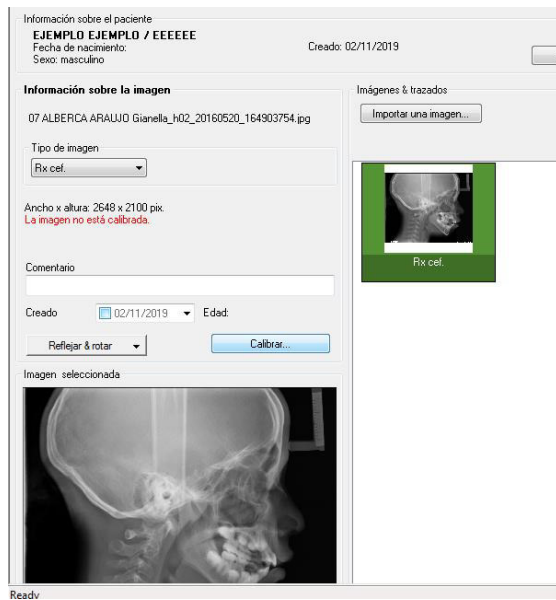 Información sobre el paciente
EJEMPLO EJEMPLO / EEEEEE
Fecha de nacimiento:
Creado: 02/11/2019
Sexo: masculino
Información sobre la imagen
07 ALBERCA ARAUJO Gianella_h02_20160520_164903754.jpg
Tipo de imagen
Rx cef.
Ancho x altura: 2648 x 2100 pix.
La imagen no está calibrada.
Comentario
Creado 02/11/2019 Edad:
Reflejar & rotar Calibrar...
Imagen seleccionada
Imágenes & trazados
Importar una imagen...
Rx cef.
Ready